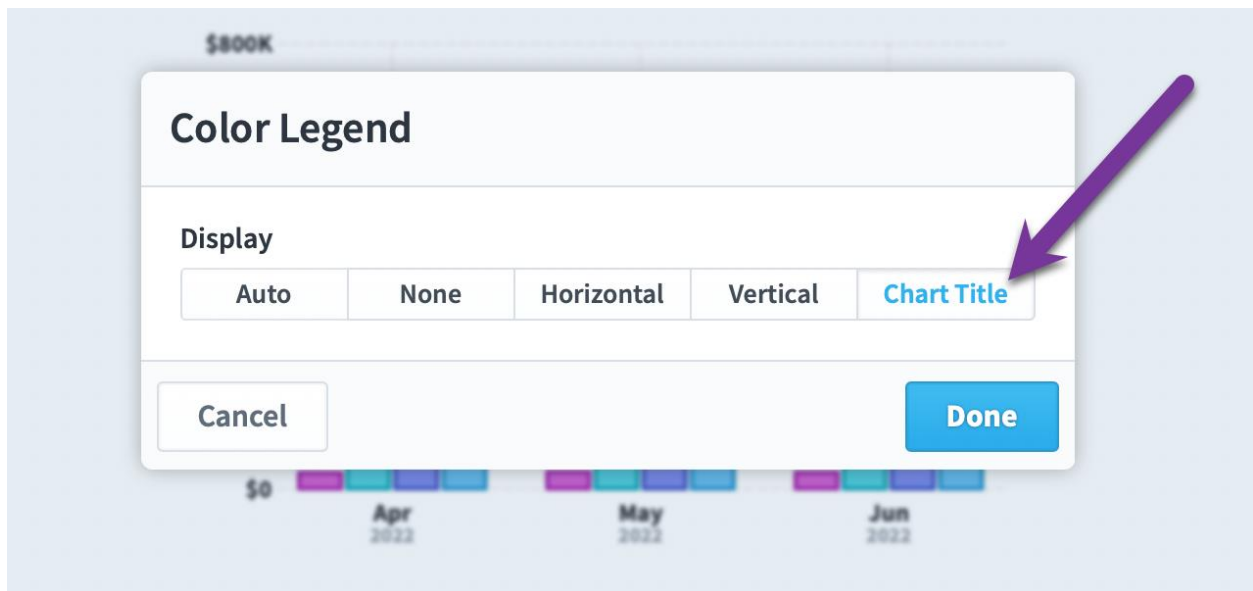 $800K
Color Legend
Display
Auto None Horizontal Vertical Chart Title
Cancel Done
$0
Apr May Jun
2022 2022 2022